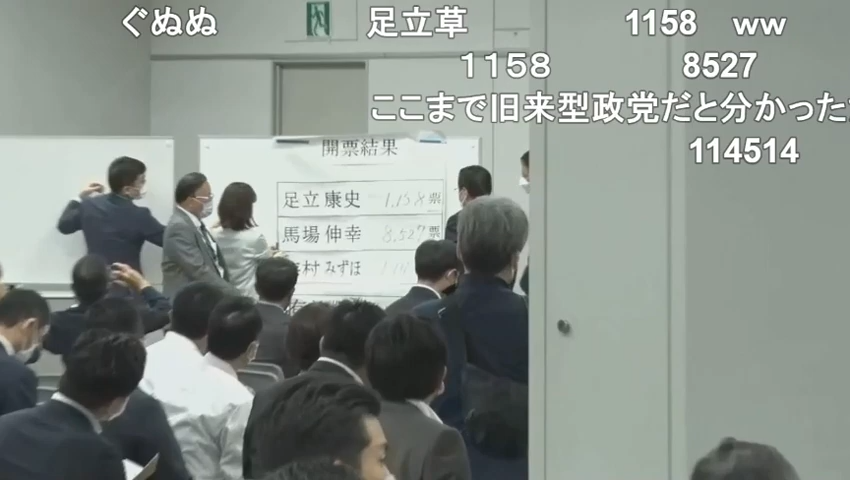 ぐぬぬ 足立草 1158 ww
1158 8527
ここまで旧来型政党だと分かった
114514
開票結果
足立康史 1,158票
馬場伸幸 8,527票
村みずほ